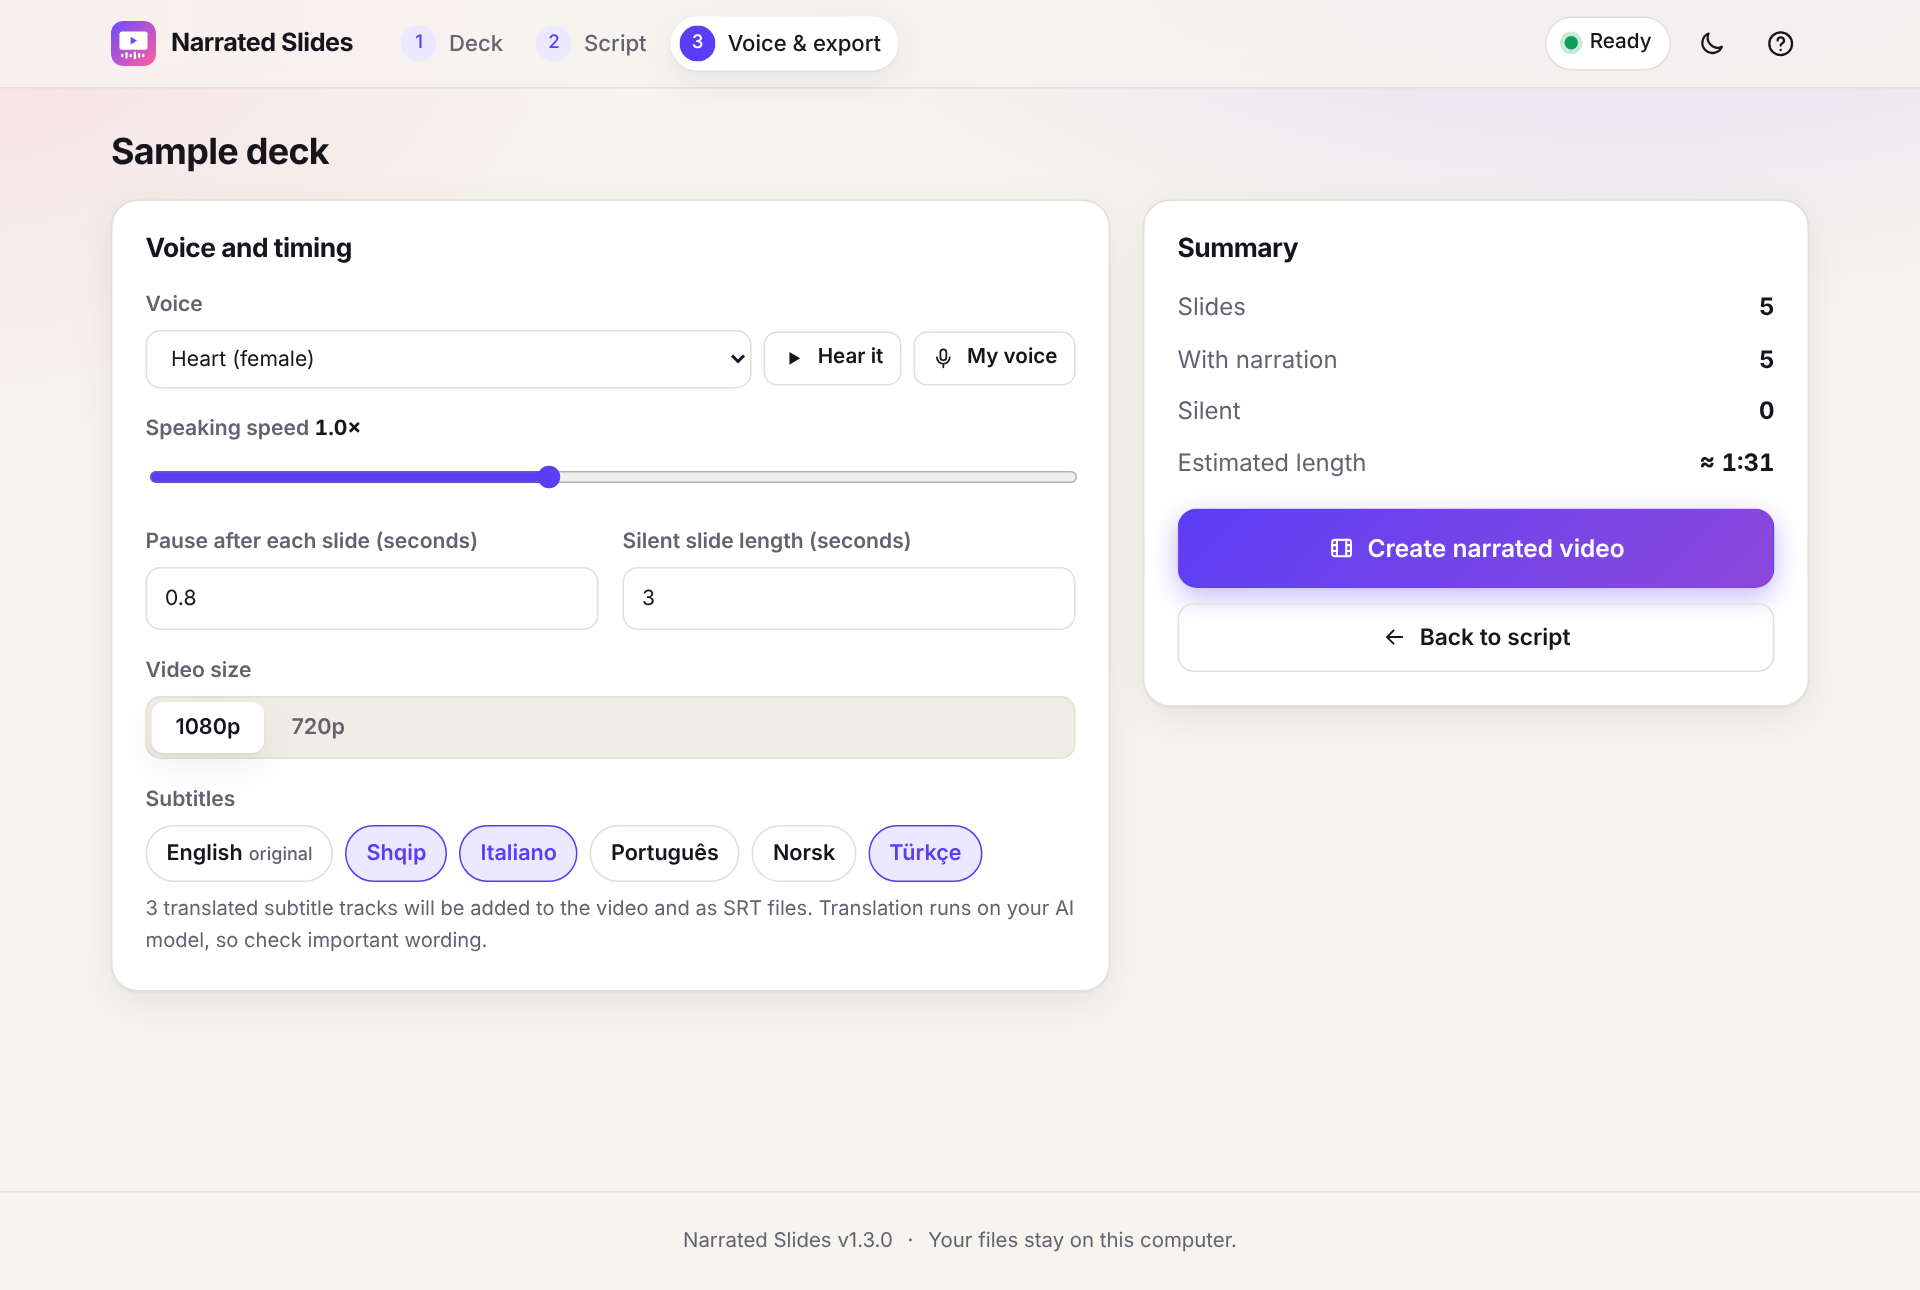 Narrated Slides
1 Deck
2 Script
3 Voice & export
Ready
Sample deck
Voice and timing
Voice
Heart (female)
Hear it
My voice
Speaking speed 1.0×
Pause after each slide (seconds)
0.8
Silent slide length (seconds)
3
Video size
1080p
720p
Subtitles
English original
Shqip
Italiano
Português
Norsk
Türkçe
3 translated subtitle tracks will be added to the video and as SRT files. Translation runs on your AI
model, so check important wording.
Summary
Slides 5
With narration 5
Silent 0
Estimated length ≈ 1:31
Create narrated video
← Back to script
Narrated Slides v1.3.0 · Your files stay on this computer.